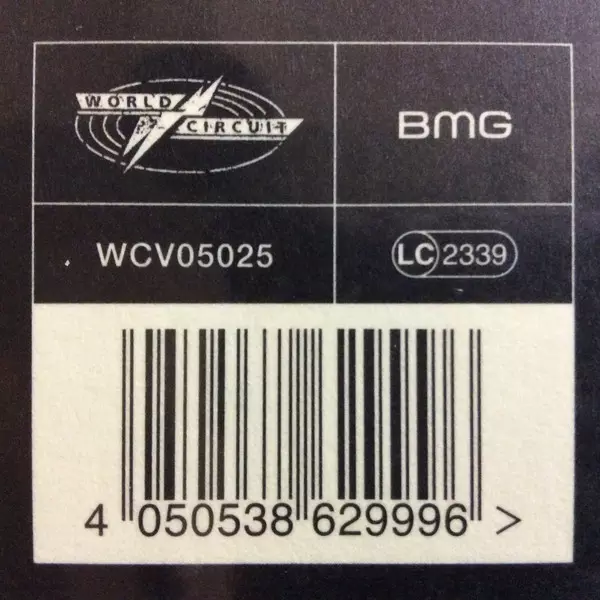 WORLD
CIRCUIT
BMG
WCV05025
LC 2339
4 050538 629996 >